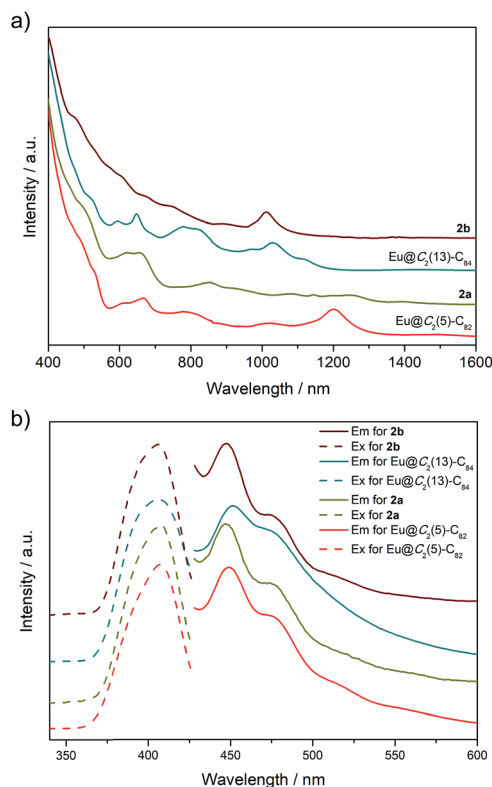 a)
Intensity / a.u.
2b
Eu@C₂(13)-C₈₄
2a
Eu@C₂(5)-C₈₂
400 600 800 1000 1200 1400 1600
Wavelength / nm
b)
Intensity / a.u.
Em for 2b
Ex for 2b
Em for Eu@C₂(13)-C₈₄
Ex for Eu@C₂(13)-C₈₄
Em for 2a
Ex for 2a
Em for Eu@C₂(5)-C₈₂
Ex for Eu@C₂(5)-C₈₂
350 400 450 500 550 600
Wavelength / nm